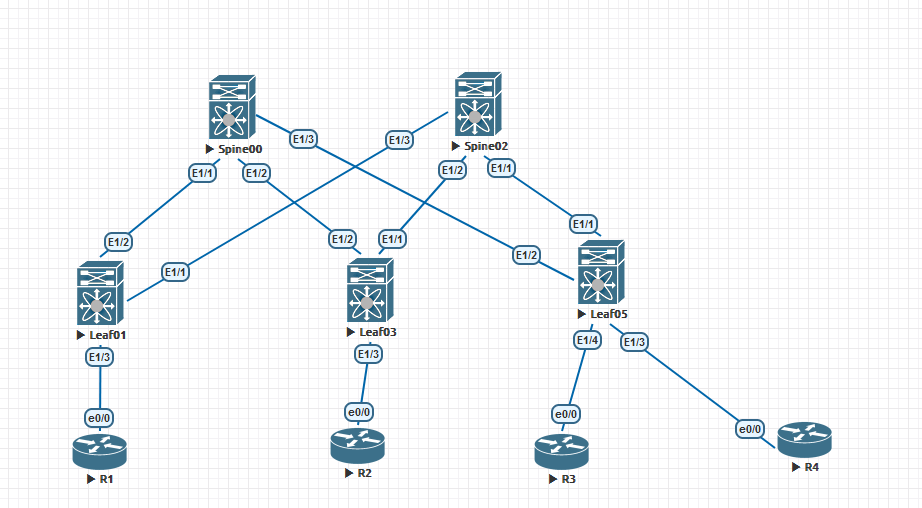 Spine00
Spine02
E1/3
E1/3
E1/1
E1/2
E1/2
E1/1
E1/2
E1/2
E1/1
E1/1
E1/1
E1/2
Leaf01
Leaf03
Leaf05
E1/3
E1/3
E1/4
E1/3
e0/0
e0/0
e0/0
e0/0
R1
R2
R3
R4